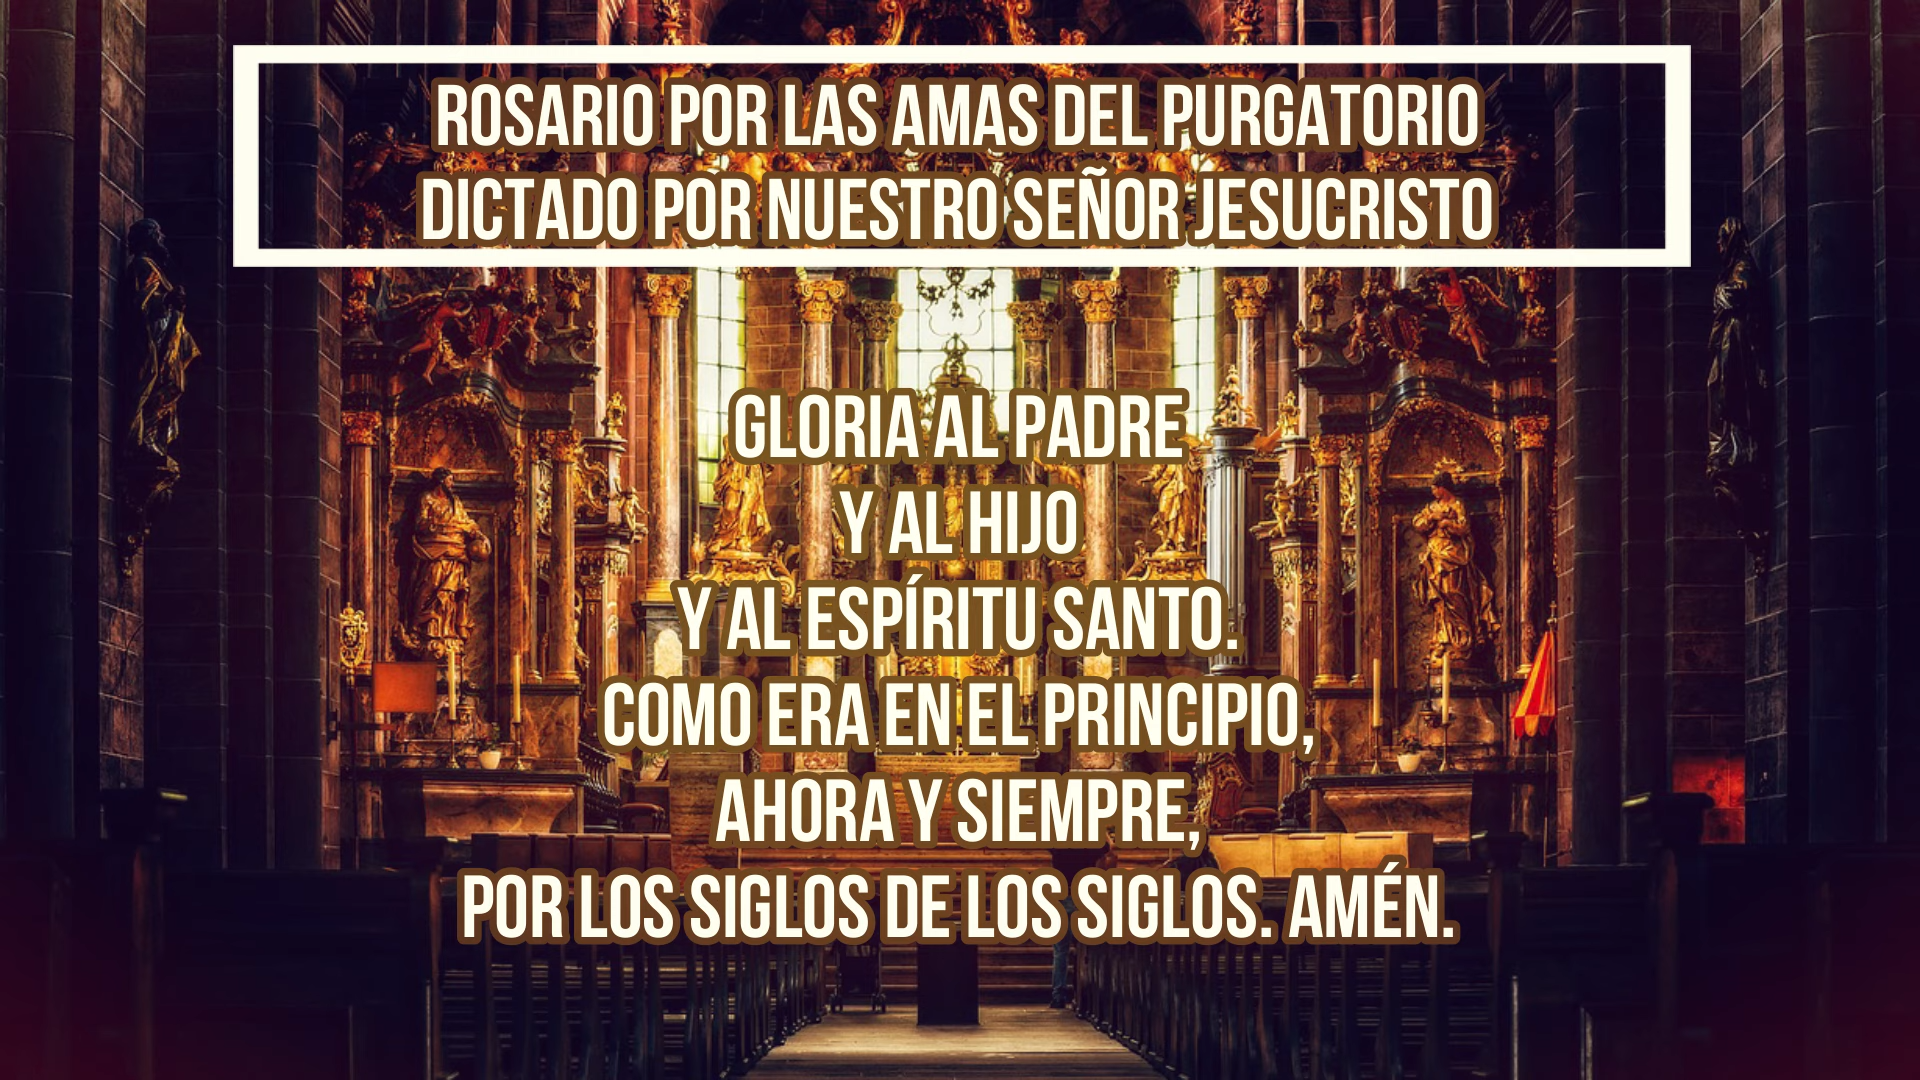 ROSARIO POR LAS AMAS DEL PURGATORIO
DICTADO POR NUESTRO SEÑOR JESUCRISTO
GLORIA AL PADRE
Y AL HIJO
Y AL ESPÍRITU SANTO.
COMO ERA EN EL PRINCIPIO,
AHORA Y SIEMPRE,
POR LOS SIGLOS DE LOS SIGLOS. AMÉN.